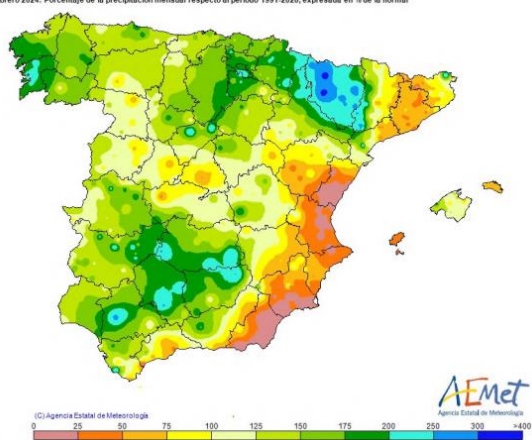 brero 2024: Porcentaje de la precipitación mensual respecto al periodo 1991-2020, expresada en % de la normal
AEMet
Agencia Estatal de Meteorología
(C) Agencia Estatal de Meteorología
0 25 50 75 100 125 150 175 200 250 300 >400